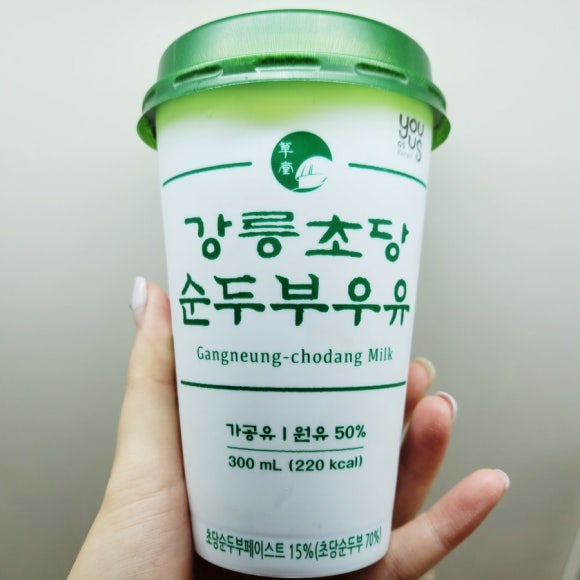 you
us
GS Retail
草堂
강릉초당
순두부우유
Gangneung-chodang Milk
가공유 I 원유 50%
300 mL (220 kcal)
초당순두부페이스트 15%(초당순두부 70%)